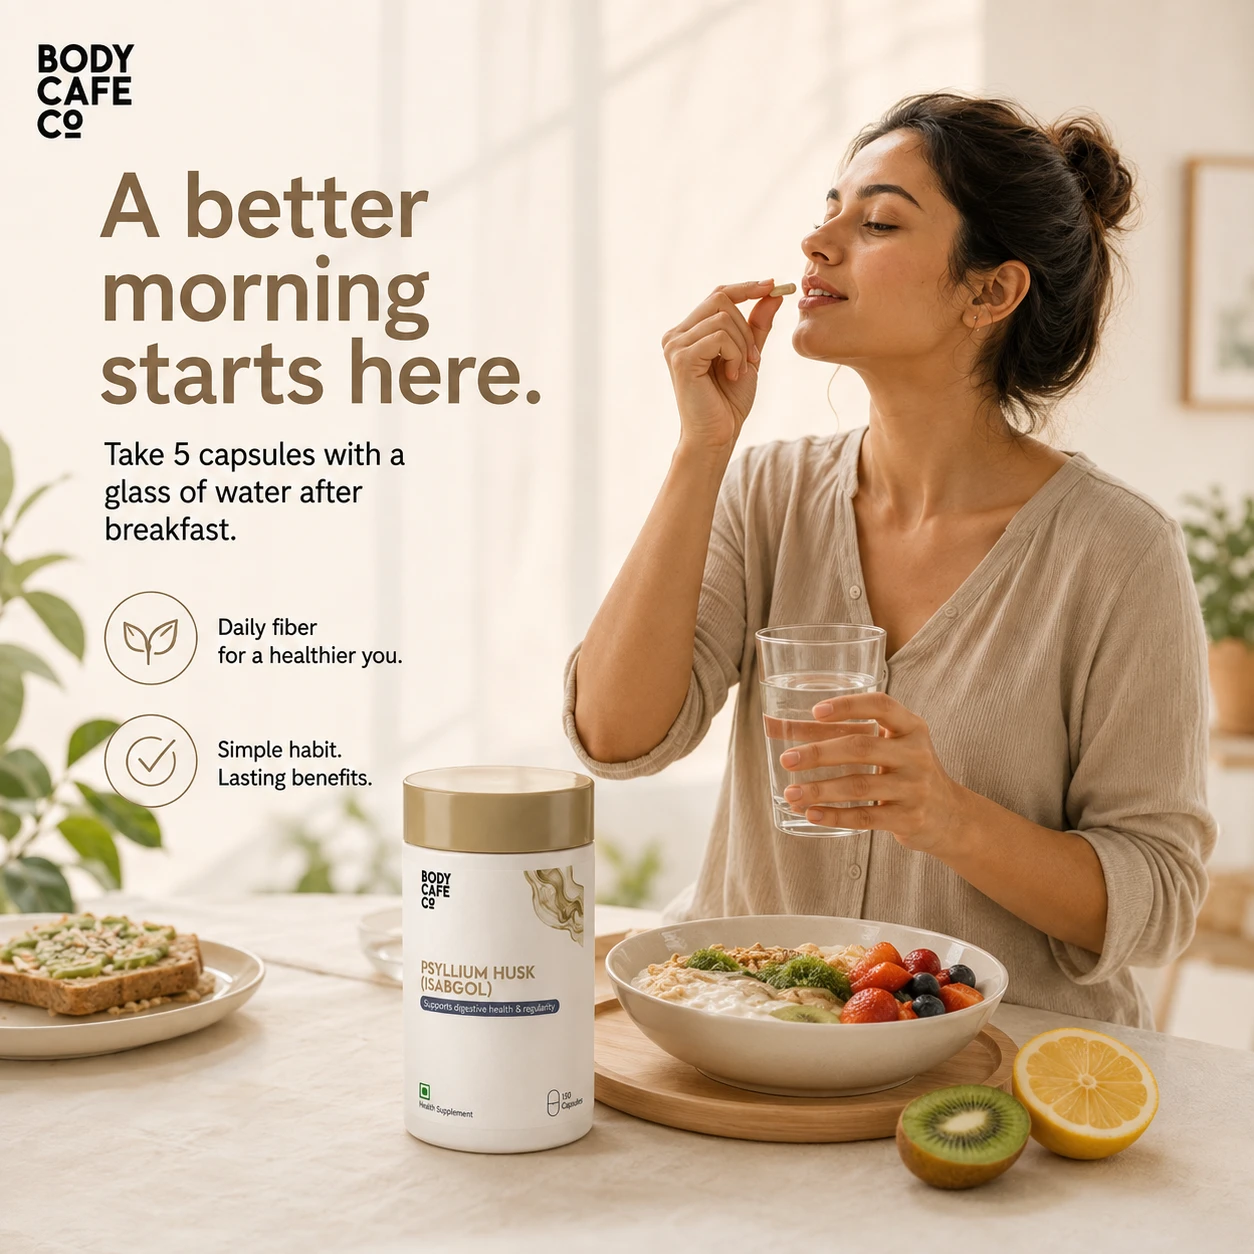 BODY
CAFE
Co
A better
morning
starts here.
Take 5 capsules with a
glass of water after
breakfast.
Daily fiber
for a healthier you.
Simple habit.
Lasting benefits.
BODY
CAFE
Co
PSYLLIUM HUSK
(ISABGOL)
Supports digestive health & regularity
Health Supplement
150
Capsules